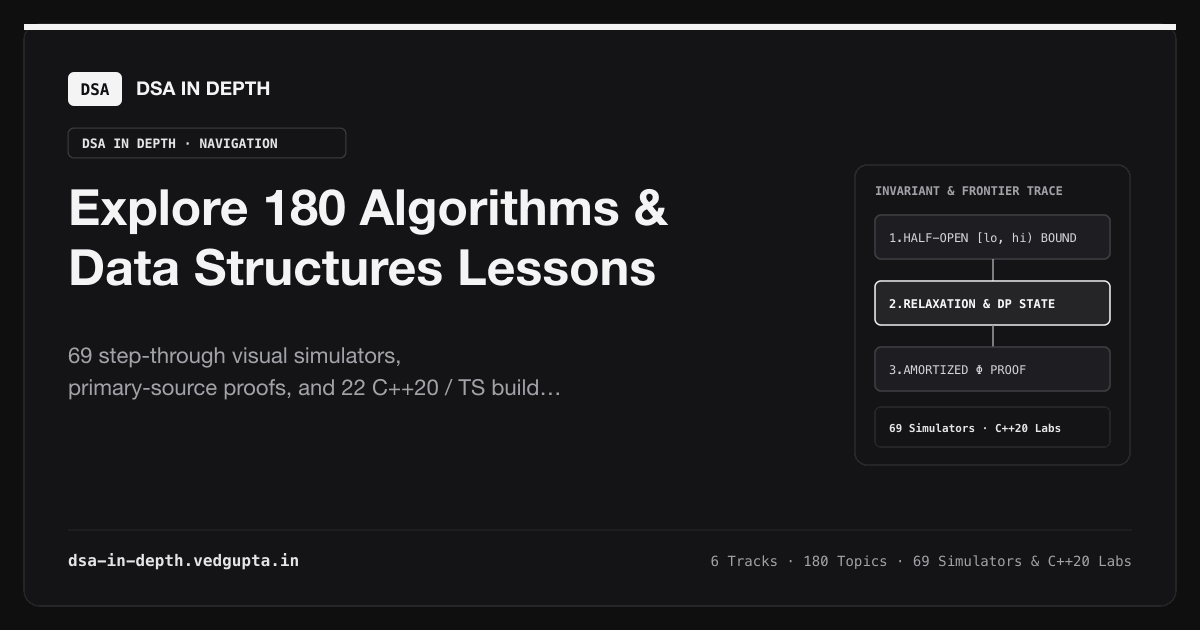 DSA
DSA IN DEPTH
DSA IN DEPTH · NAVIGATION
Explore 180 Algorithms &
Data Structures Lessons
69 step-through visual simulators,
primary-source proofs, and 22 C++20 / TS build…
INVARIANT & FRONTIER TRACE
1.HALF-OPEN [lo, hi) BOUND
2.RELAXATION & DP STATE
3.AMORTIZED Φ PROOF
69 Simulators · C++20 Labs
dsa-in-depth.vedgupta.in
6 Tracks · 180 Topics · 69 Simulators & C++20 Labs